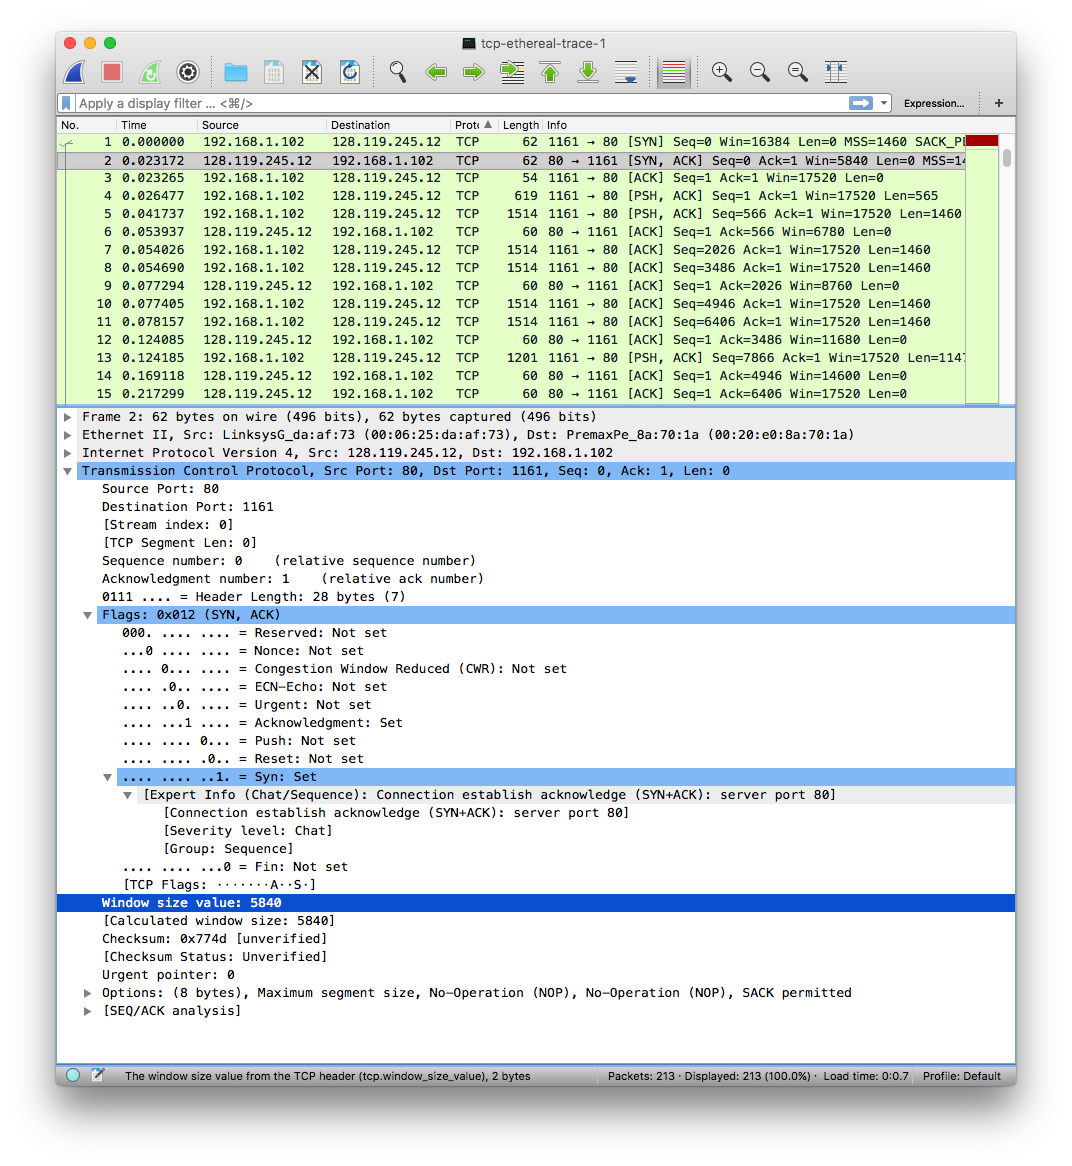 tcp-ethereal-trace-1
Apply a display filter ... <⌘/>
Expression...
+
No. Time Source Destination Proto Length Info
1 0.000000 192.168.1.102 128.119.245.12 TCP 62 1161 → 80 [SYN] Seq=0 Win=16384 Len=0 MSS=1460 SACK_P
2 0.023172 128.119.245.12 192.168.1.102 TCP 62 80 → 1161 [SYN, ACK] Seq=0 Ack=1 Win=5840 Len=0 MSS=14
3 0.023265 192.168.1.102 128.119.245.12 TCP 54 1161 → 80 [ACK] Seq=1 Ack=1 Win=17520 Len=0
4 0.026477 192.168.1.102 128.119.245.12 TCP 619 1161 → 80 [PSH, ACK] Seq=1 Ack=1 Win=17520 Len=565
5 0.041737 192.168.1.102 128.119.245.12 TCP 1514 1161 → 80 [PSH, ACK] Seq=566 Ack=1 Win=17520 Len=1460
6 0.053937 128.119.245.12 192.168.1.102 TCP 60 80 → 1161 [ACK] Seq=1 Ack=566 Win=6780 Len=0
7 0.054026 192.168.1.102 128.119.245.12 TCP 1514 1161 → 80 [ACK] Seq=2026 Ack=1 Win=17520 Len=1460
8 0.054690 192.168.1.102 128.119.245.12 TCP 1514 1161 → 80 [ACK] Seq=3486 Ack=1 Win=17520 Len=1460
9 0.077294 128.119.245.12 192.168.1.102 TCP 60 80 → 1161 [ACK] Seq=1 Ack=2026 Win=8760 Len=0
10 0.077405 192.168.1.102 128.119.245.12 TCP 1514 1161 → 80 [ACK] Seq=4946 Ack=1 Win=17520 Len=1460
11 0.078157 192.168.1.102 128.119.245.12 TCP 1514 1161 → 80 [ACK] Seq=6406 Ack=1 Win=17520 Len=1460
12 0.124085 128.119.245.12 192.168.1.102 TCP 60 80 → 1161 [ACK] Seq=1 Ack=3486 Win=11680 Len=0
13 0.124185 192.168.1.102 128.119.245.12 TCP 1201 1161 → 80 [PSH, ACK] Seq=7866 Ack=1 Win=17520 Len=1147
14 0.169118 128.119.245.12 192.168.1.102 TCP 60 80 → 1161 [ACK] Seq=1 Ack=4946 Win=14600 Len=0
15 0.217299 128.119.245.12 192.168.1.102 TCP 60 80 → 1161 [ACK] Seq=1 Ack=6406 Win=17520 Len=0
Frame 2: 62 bytes on wire (496 bits), 62 bytes captured (496 bits)
Ethernet II, Src: LinksysG_da:af:73 (00:06:25:da:af:73), Dst: PremaxPe_8a:70:1a (00:20:e0:8a:70:1a)
Internet Protocol Version 4, Src: 128.119.245.12, Dst: 192.168.1.102
Transmission Control Protocol, Src Port: 80, Dst Port: 1161, Seq: 0, Ack: 1, Len: 0
Source Port: 80
Destination Port: 1161
[Stream index: 0]
[TCP Segment Len: 0]
Sequence number: 0 (relative sequence number)
Acknowledgment number: 1 (relative ack number)
0111 .... = Header Length: 28 bytes (7)
Flags: 0x012 (SYN, ACK)
000. .... .... = Reserved: Not set
...0 .... .... = Nonce: Not set
.... 0... .... = Congestion Window Reduced (CWR): Not set
.... .0.. .... = ECN-Echo: Not set
.... ..0. .... = Urgent: Not set
.... ...1 .... = Acknowledgment: Set
.... .... 0... = Push: Not set
.... .... .0.. = Reset: Not set
.... .... ..1. = Syn: Set
[Expert Info (Chat/Sequence): Connection establish acknowledge (SYN+ACK): server port 80]
[Connection establish acknowledge (SYN+ACK): server port 80]
[Severity level: Chat]
[Group: Sequence]
.... .... ...0 = Fin: Not set
[TCP Flags: ·······A··S·]
Window size value: 5840
[Calculated window size: 5840]
Checksum: 0x774d [unverified]
[Checksum Status: Unverified]
Urgent pointer: 0
Options: (8 bytes), Maximum segment size, No-Operation (NOP), No-Operation (NOP), SACK permitted
[SEQ/ACK analysis]
The window size value from the TCP header (tcp.window_size_value), 2 bytes
Packets: 213 · Displayed: 213 (100.0%) · Load time: 0:0.7
Profile: Default